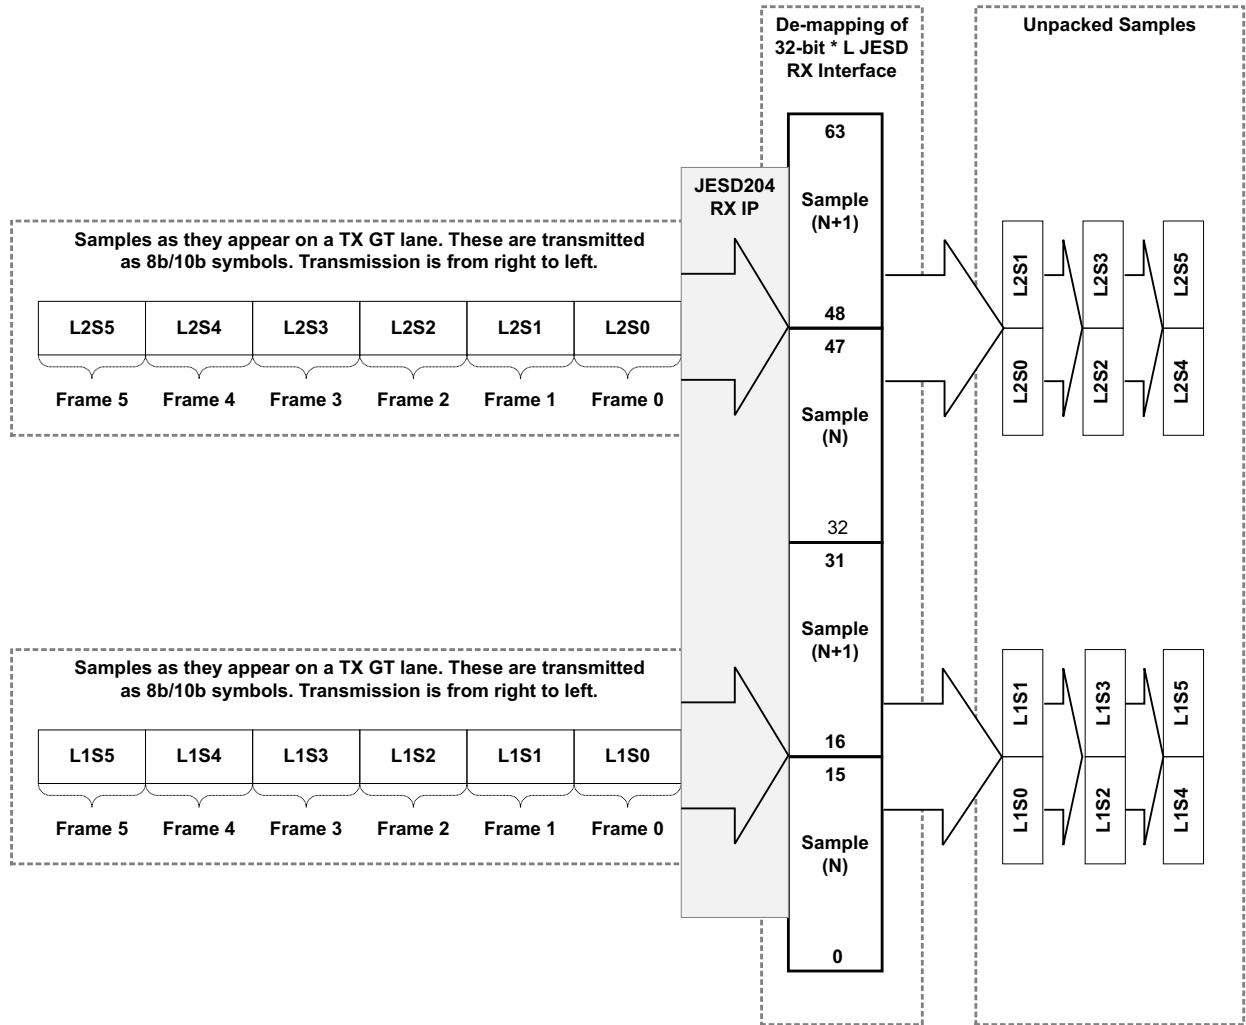 De-mapping of
32-bit * L JESD
RX Interface
Unpacked Samples
JESD204
RX IP
Samples as they appear on a TX GT lane. These are transmitted
as 8b/10b symbols. Transmission is from right to left.
L2S5 L2S4 L2S3 L2S2 L2S1 L2S0
Frame 5 Frame 4 Frame 3 Frame 2 Frame 1 Frame 0
63
Sample
(N+1)
48
47
Sample
(N)
32
L2S1 L2S3 L2S5
L2S0 L2S2 L2S4
Samples as they appear on a TX GT lane. These are transmitted
as 8b/10b symbols. Transmission is from right to left.
L1S5 L1S4 L1S3 L1S2 L1S1 L1S0
Frame 5 Frame 4 Frame 3 Frame 2 Frame 1 Frame 0
31
Sample
(N+1)
16
15
Sample
(N)
0
L1S1 L1S3 L1S5
L1S0 L1S2 L1S4